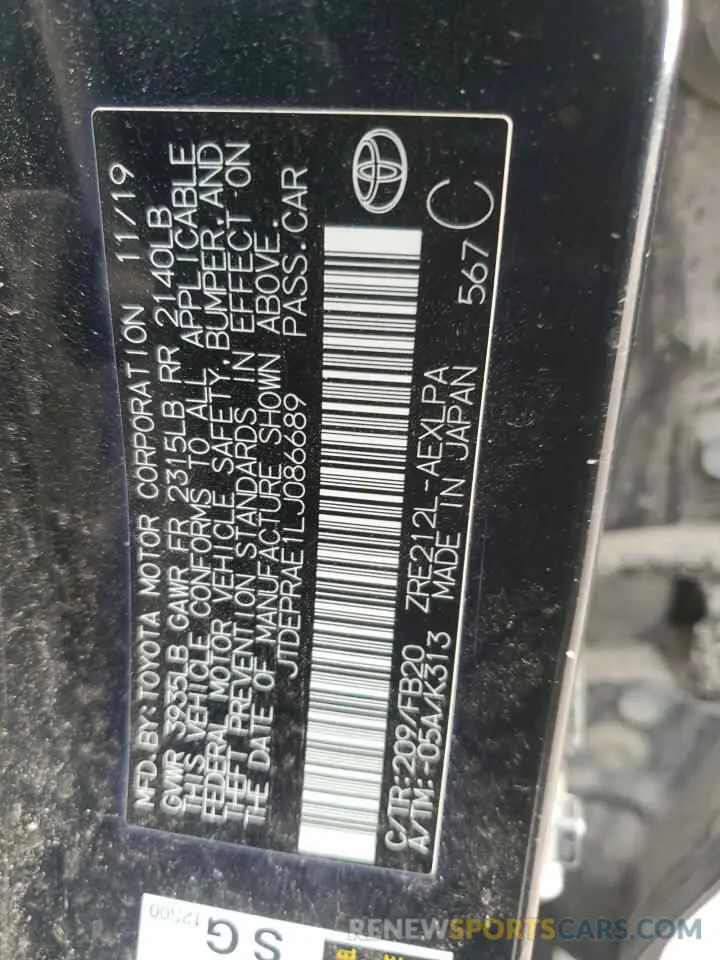 MFD. BY: TOYOTA MOTOR CORPORATION 11/19
GVWR 3935LB GAWR FR 2315LB RR 2140LB
THIS VEHICLE CONFORMS TO ALL APPLICABLE
FEDERAL MOTOR VEHICLE SAFETY, BUMPER, AND
THEFT PREVENTION STANDARDS IN EFFECT ON
THE DATE OF MANUFACTURE SHOWN ABOVE.
JTDEPRAE1LJ086689 PASS. CAR
C/TR: 209/FB20 ZRE212L-AEXLPA
A/TM: -05A/K313 MADE IN JAPAN 567
C
12500
SG
RENEWSPORTSCARS.COM